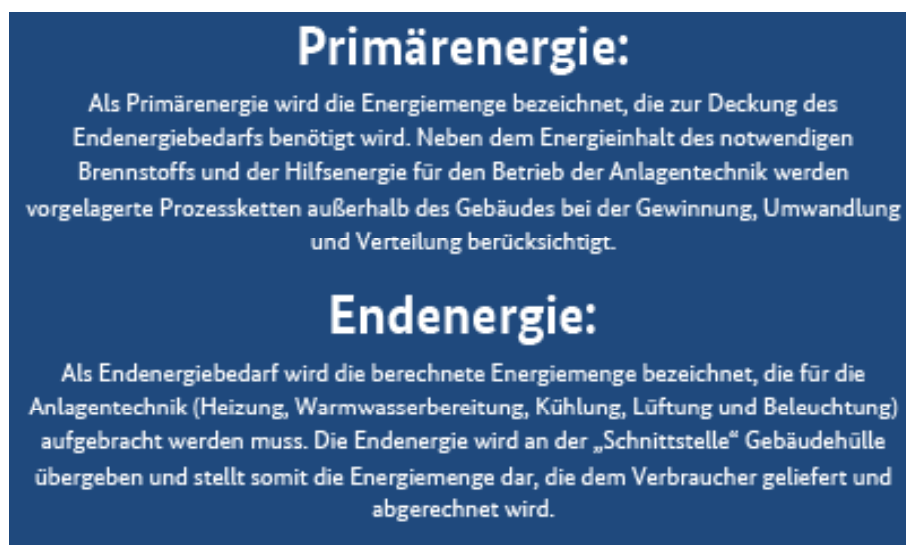 Primärenergie:
Als Primärenergie wird die Energiemenge bezeichnet, die zur Deckung des
Endenergiebedarfs benötigt wird. Neben dem Energieinhalt des notwendigen
Brennstoffs und der Hilfsenergie für den Betrieb der Anlagentechnik werden
vorgelagerte Prozessketten außerhalb des Gebäudes bei der Gewinnung, Umwandlung
und Verteilung berücksichtigt.
Endenergie:
Als Endenergiebedarf wird die berechnete Energiemenge bezeichnet, die für die
Anlagentechnik (Heizung, Warmwasserbereitung, Kühlung, Lüftung und Beleuchtung)
aufgebracht werden muss. Die Endenergie wird an der „Schnittstelle“ Gebäudehülle
übergeben und stellt somit die Energiemenge dar, die dem Verbraucher geliefert und
abgerechnet wird.